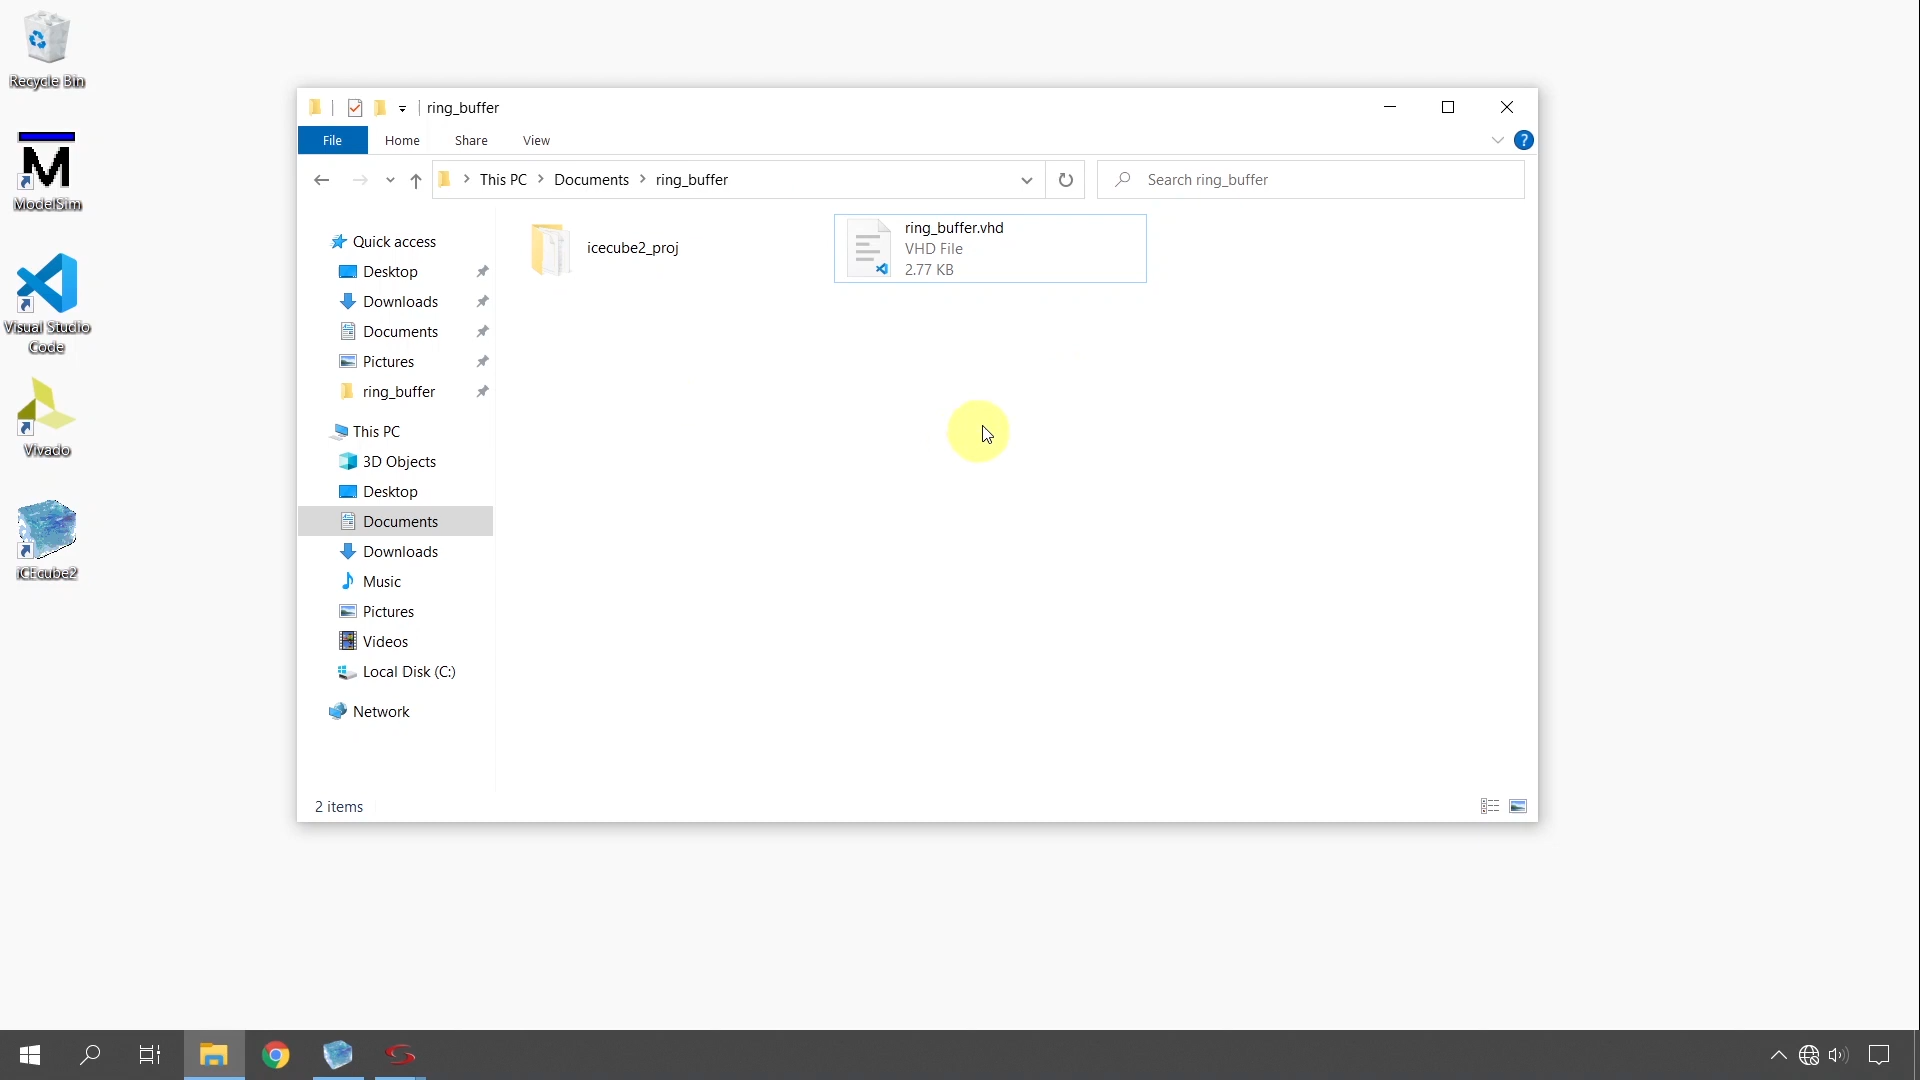 Recycle Bin
ModelSim
Visual Studio
Code
Vivado
iCEcube2
ring_buffer
File
Home
Share
View
?
This PC
Documents
ring_buffer
Search ring_buffer
Quick access
Desktop
Downloads
Documents
Pictures
ring_buffer
This PC
3D Objects
Desktop
Documents
Downloads
Music
Pictures
Videos
Local Disk (C:)
Network
icecube2_proj
ring_buffer.vhd
VHD File
2.77 KB
2 items